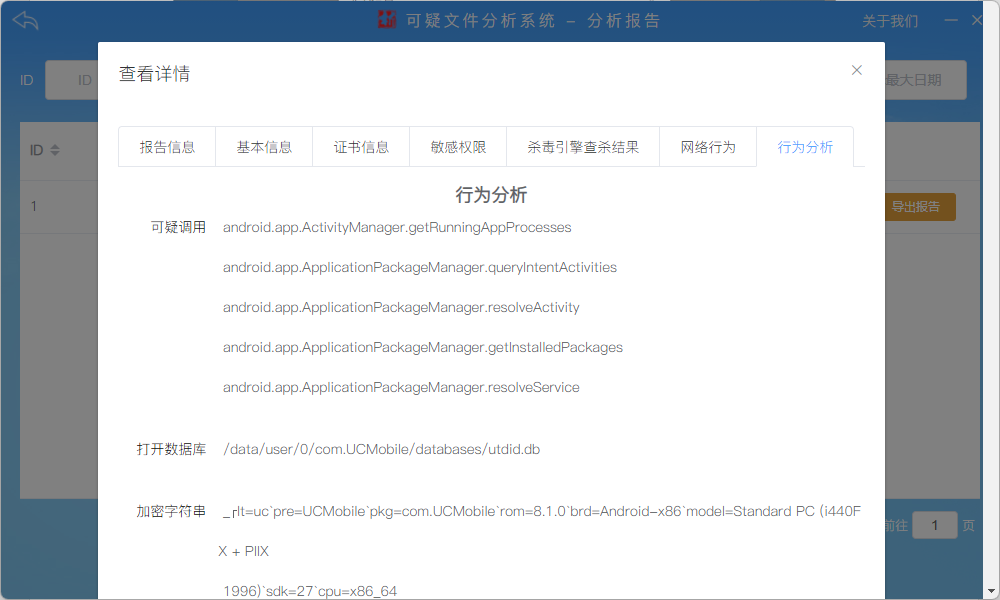 可疑文件分析系统 - 分析报告
关于我们
ID
ID
最大日期
查看详情
报告信息
基本信息
证书信息
敏感权限
杀毒引擎查杀结果
网络行为
行为分析
ID
1
导出报告
行为分析
可疑调用
android.app.ActivityManager.getRunningAppProcesses
android.app.ApplicationPackageManager.queryIntentActivities
android.app.ApplicationPackageManager.resolveActivity
android.app.ApplicationPackageManager.getInstalledPackages
android.app.ApplicationPackageManager.resolveService
打开数据库
/data/user/0/com.UCMobile/databases/utdid.db
加密字符串
lt=uc`pre=UCMobile`pkg=com.UCMobile`rom=8.1.0`brd=Android-x86`model=Standard PC (i440F
X + PIIX
1996)`sdk=27`cpu=x86_64
前往
1
页